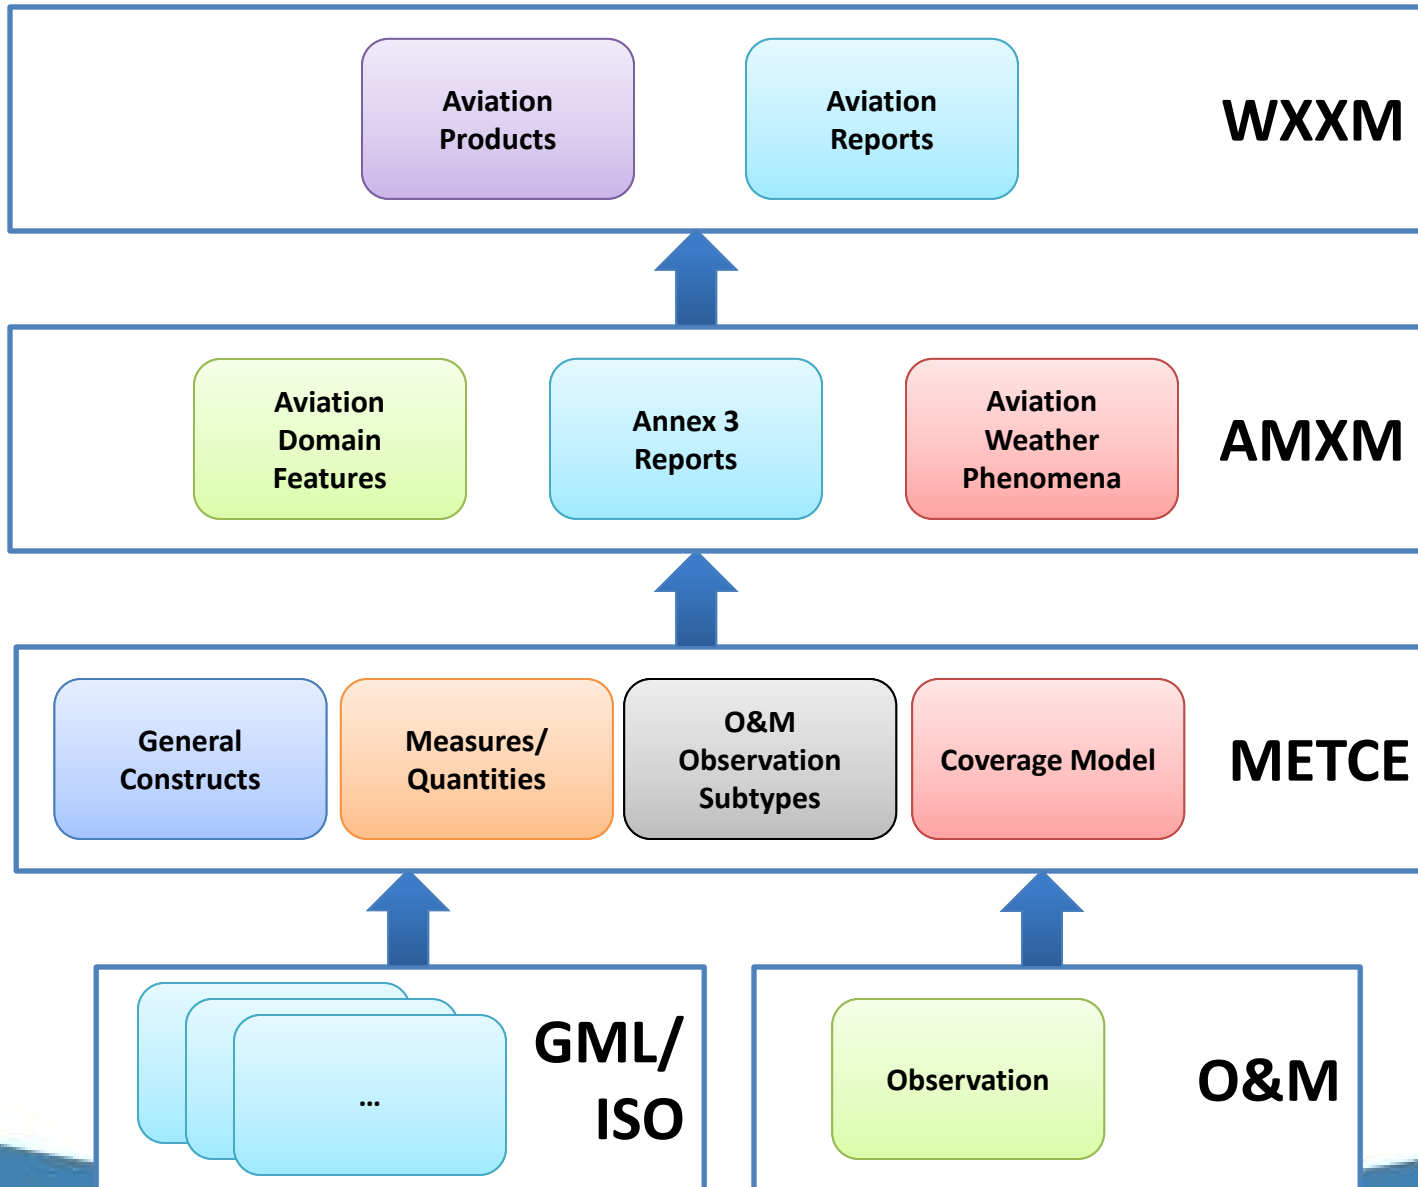 Aviation
Products
Aviation
Reports
WXXM
Aviation
Domain
Features
Annex 3
Reports
Aviation
Weather
Phenomena
AMXM
General
Constructs
Measures/
Quantities
O&M
Observation
Subtypes
Coverage Model
METCE
...
GML/
ISO
Observation
O&M